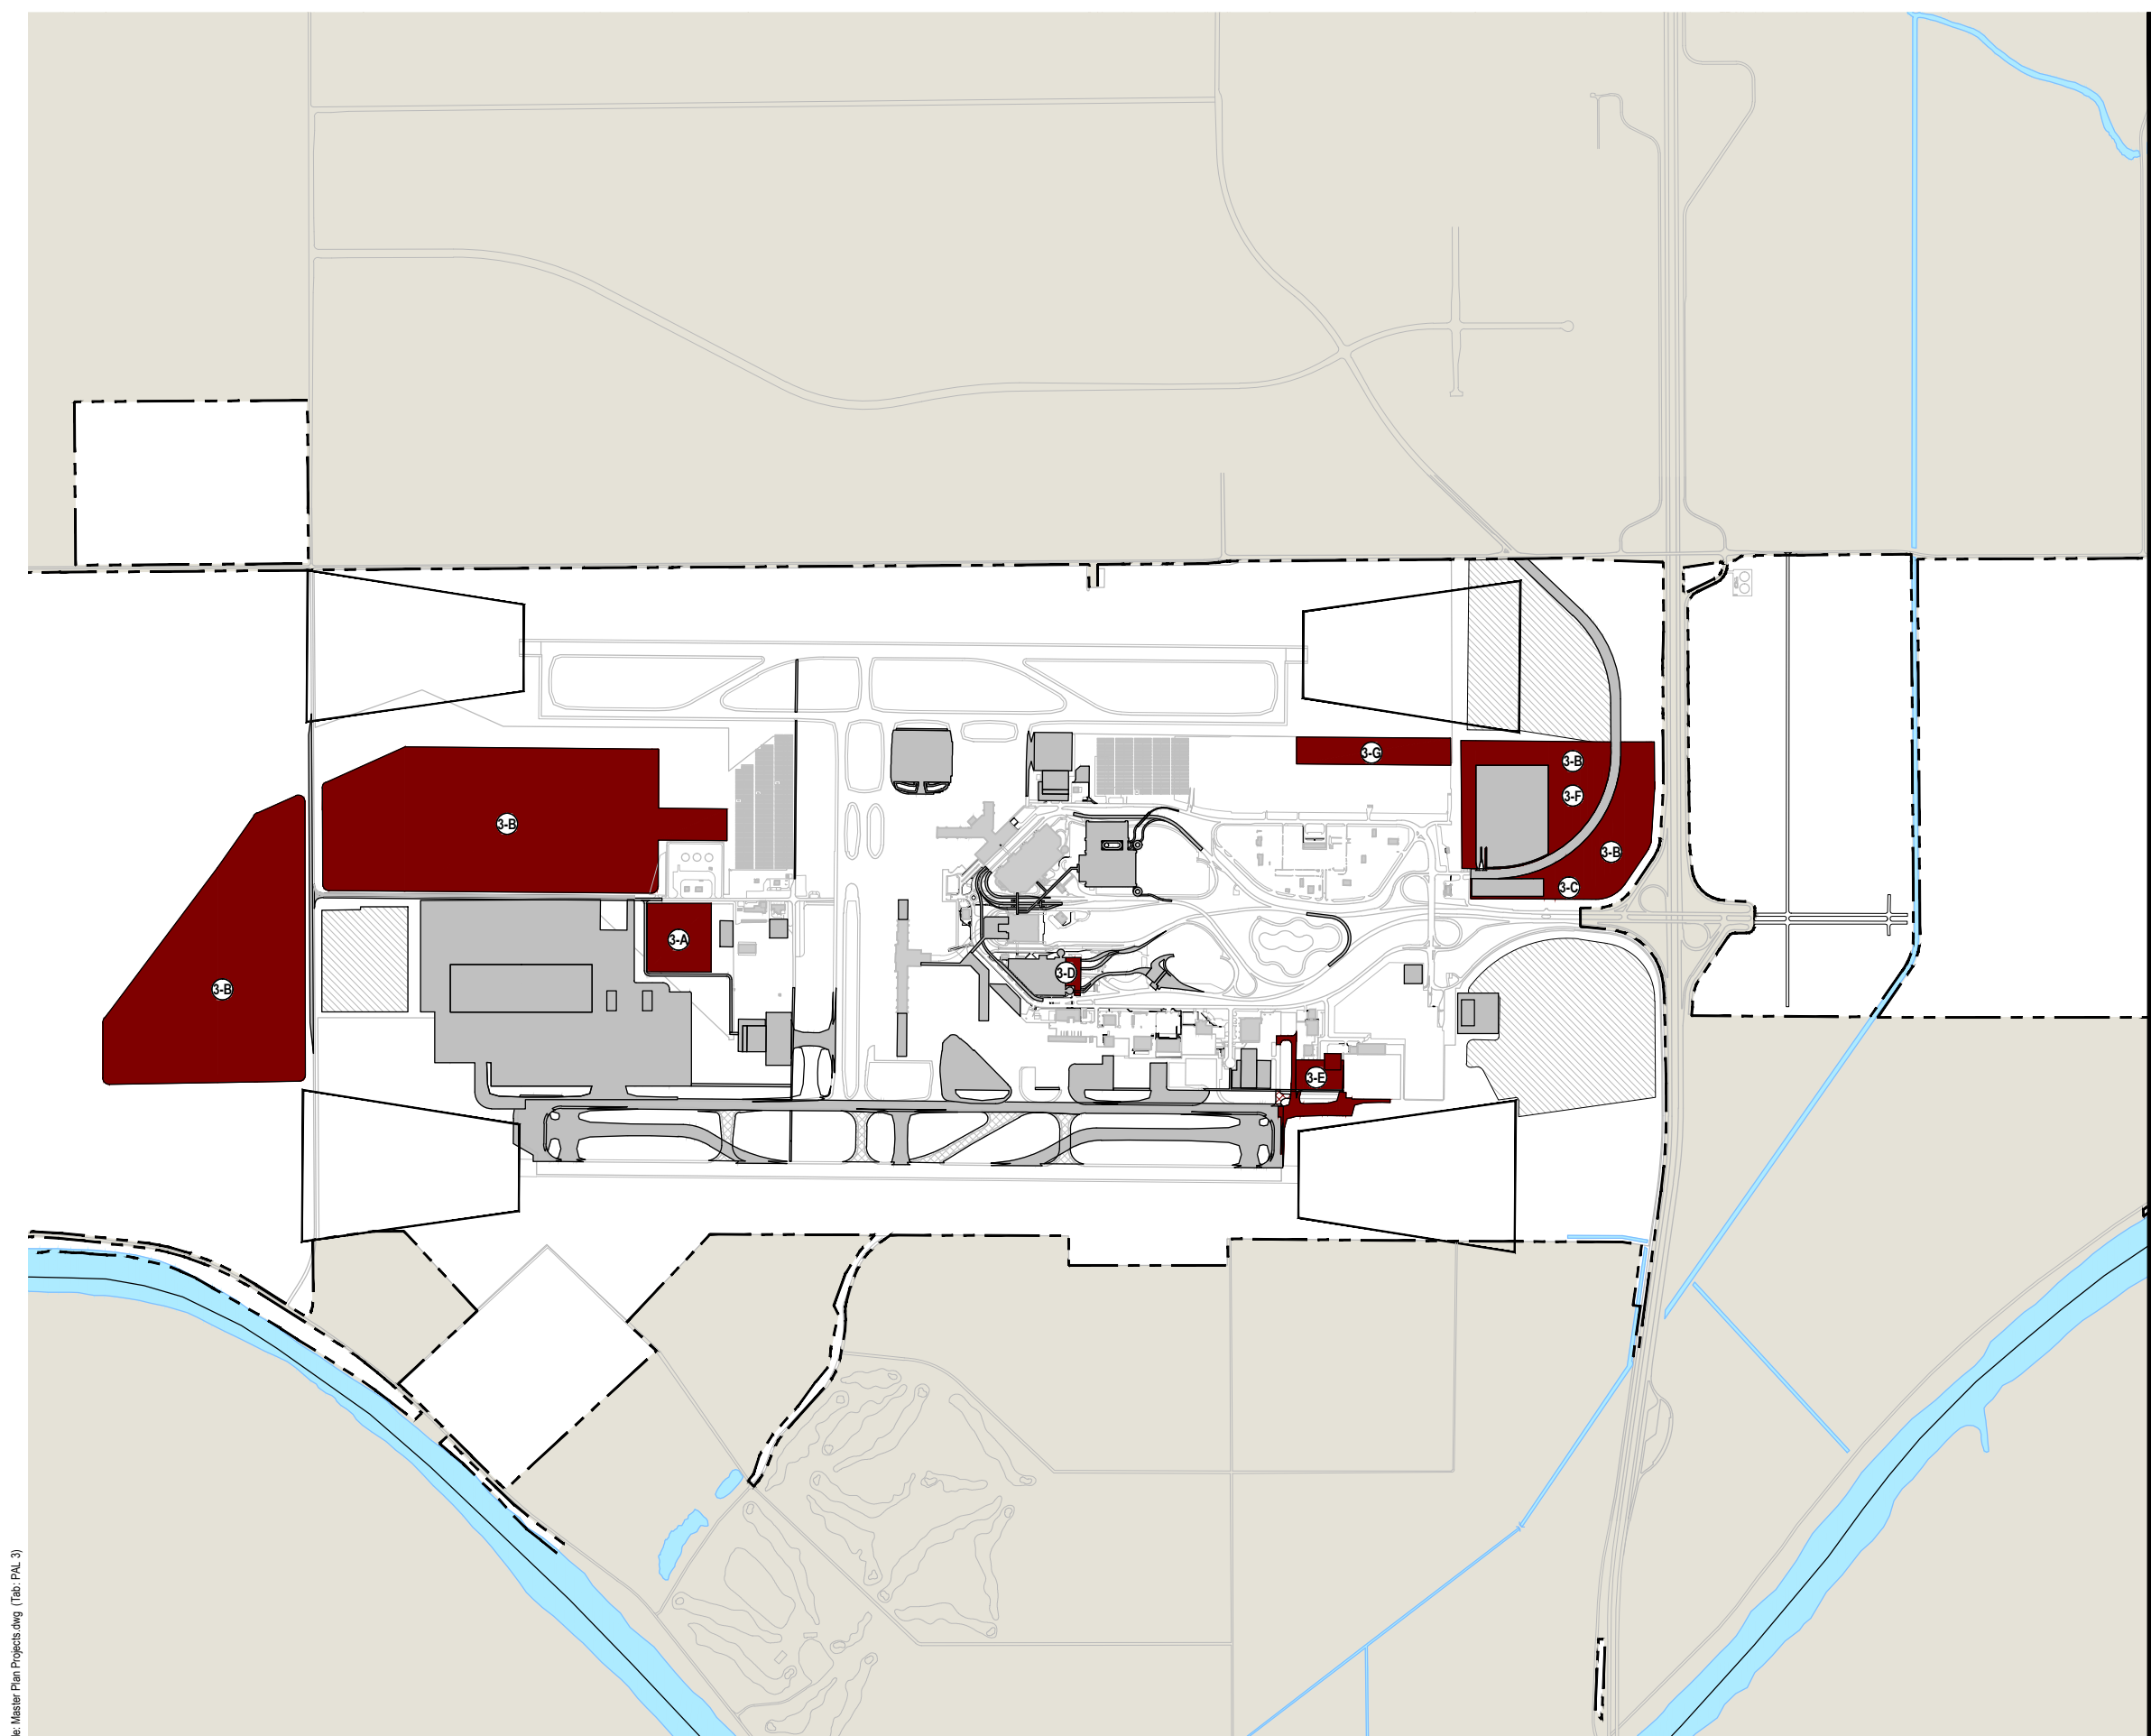 3-B
3-G
3-F
3-B
3-B
3-C
3-A
3-D
3-B
3-E
e: Master Plan Projects.dwg (Tab: PAL 3)